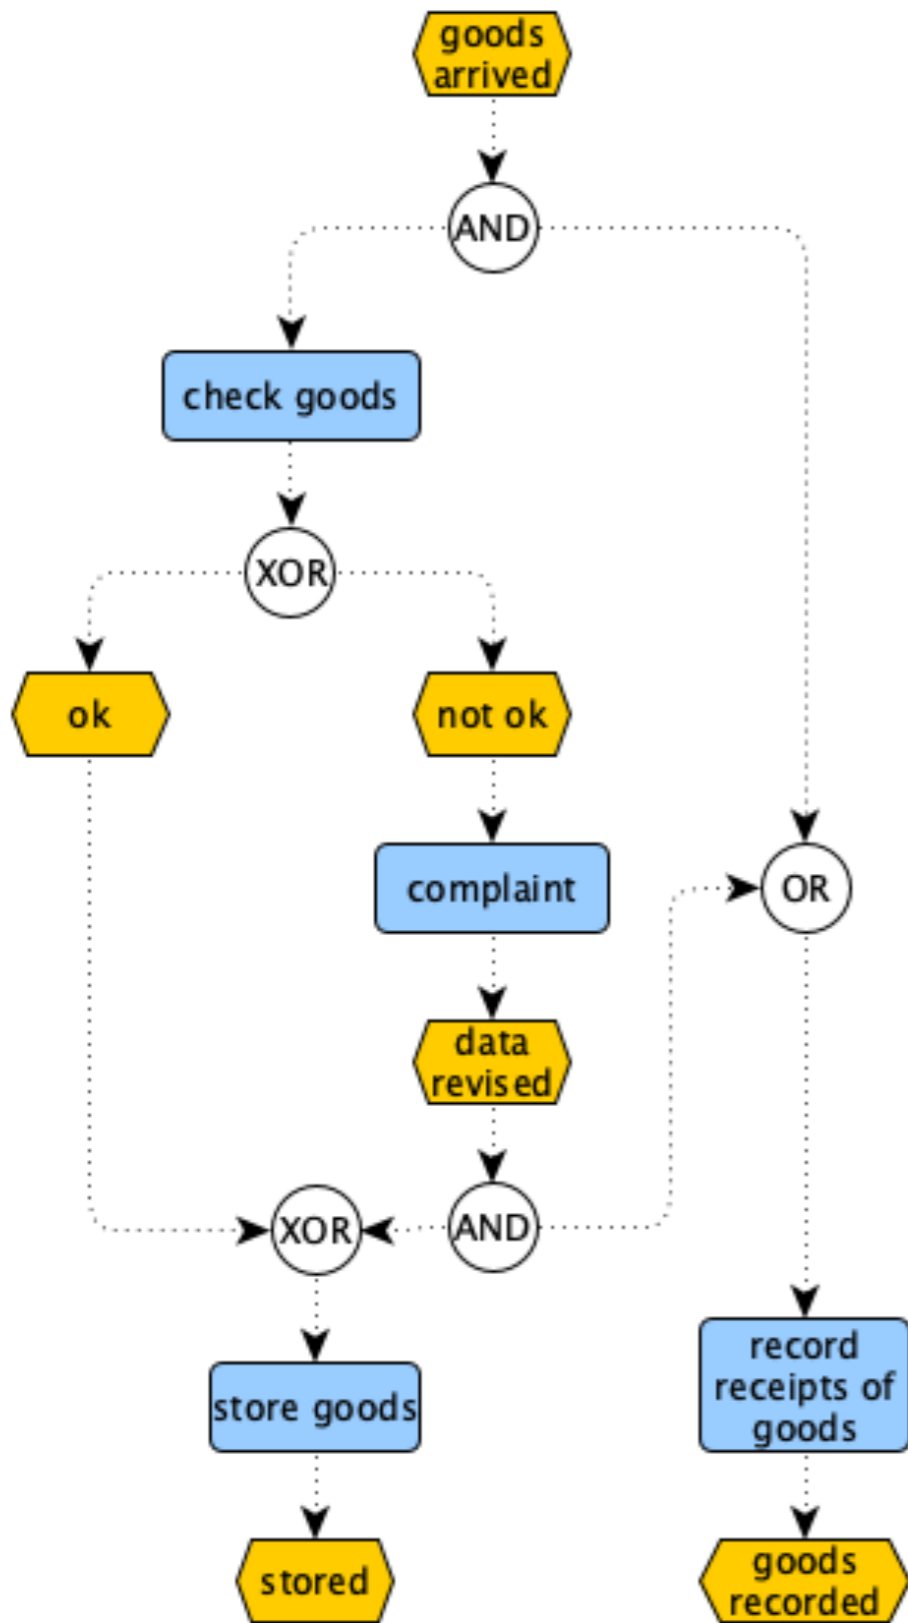 goods
arrived
AND
check goods
XOR
ok
not ok
complaint
OR
data
revised
XOR
AND
store goods
record
receipts of
goods
stored
goods
recorded